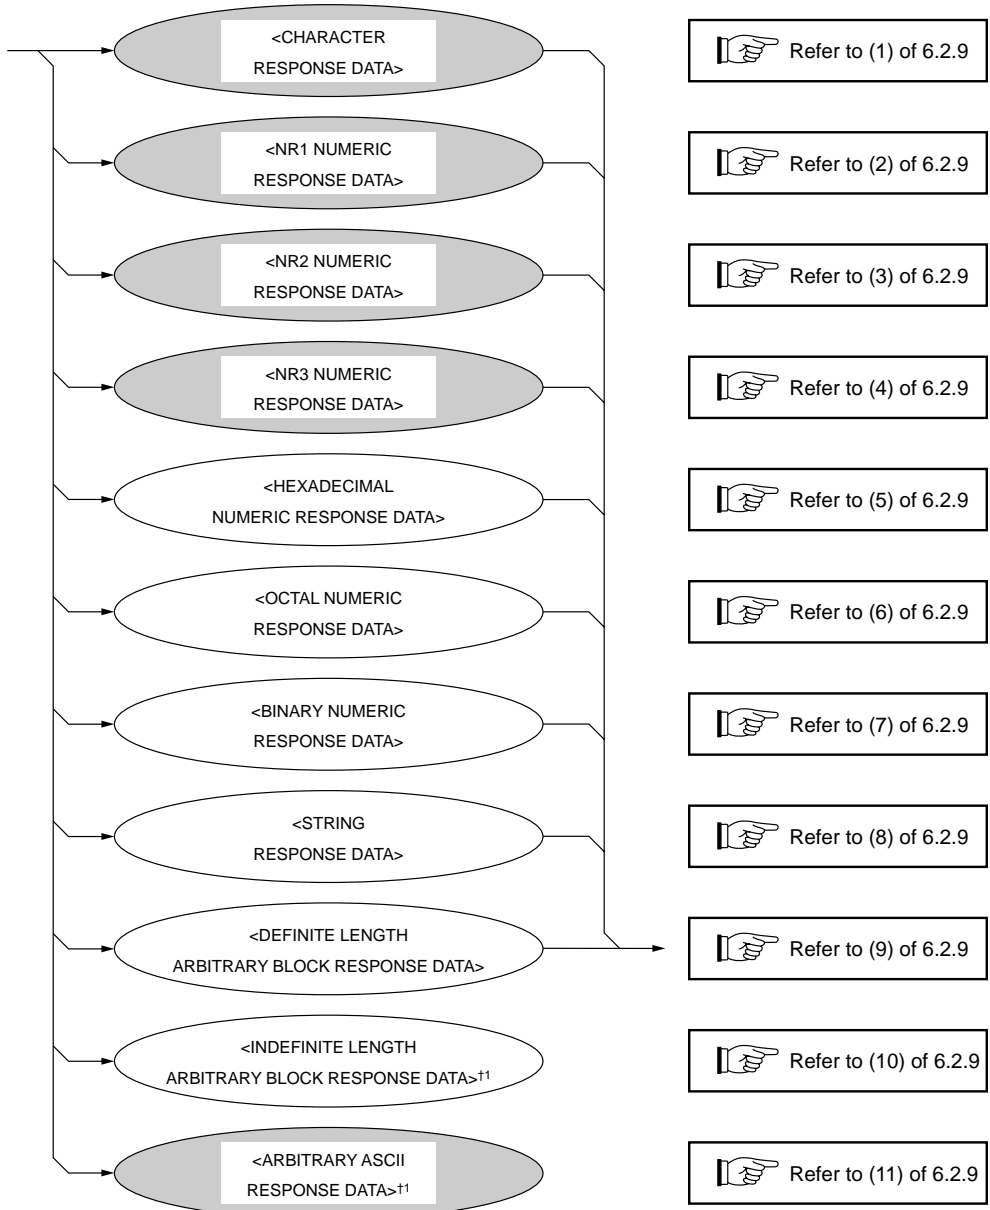 <CHARACTER
RESPONSE DATA>
Refer to (1) of 6.2.9
<NR1 NUMERIC
RESPONSE DATA>
Refer to (2) of 6.2.9
<NR2 NUMERIC
RESPONSE DATA>
Refer to (3) of 6.2.9
<NR3 NUMERIC
RESPONSE DATA>
Refer to (4) of 6.2.9
<HEXADECIMAL
NUMERIC RESPONSE DATA>
Refer to (5) of 6.2.9
<OCTAL NUMERIC
RESPONSE DATA>
Refer to (6) of 6.2.9
<BINARY NUMERIC
RESPONSE DATA>
Refer to (7) of 6.2.9
<STRING
RESPONSE DATA>
Refer to (8) of 6.2.9
<DEFINITE LENGTH
ARBITRARY BLOCK RESPONSE DATA>
Refer to (9) of 6.2.9
<INDEFINITE LENGTH
ARBITRARY BLOCK RESPONSE DATA>†1
Refer to (10) of 6.2.9
<ARBITRARY ASCII
RESPONSE DATA>†1
Refer to (11) of 6.2.9